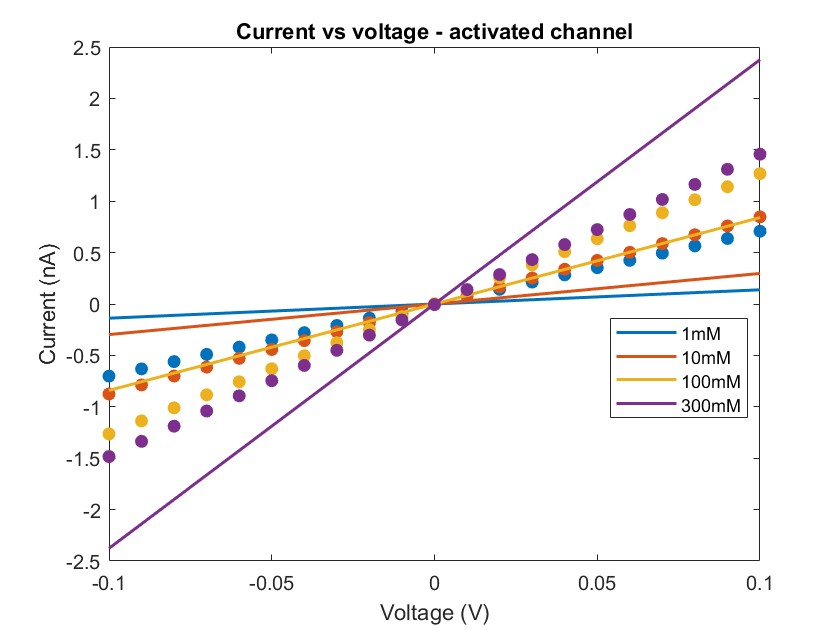 Current vs voltage - activated channel
2.5
2
1.5
1
0.5
0
-0.5
-1
-1.5
-2
-2.5
Current (nA)
1mM
10mM
100mM
300mM
-0.1
-0.05
0
0.05
0.1
Voltage (V)